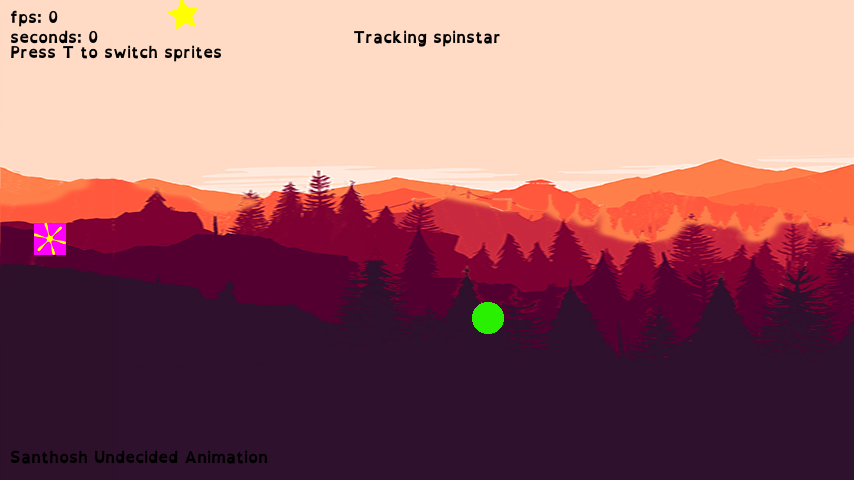 fps: 0
seconds: 0
Press T to switch sprites
Tracking spinstar
Santhosh Undecided Animation